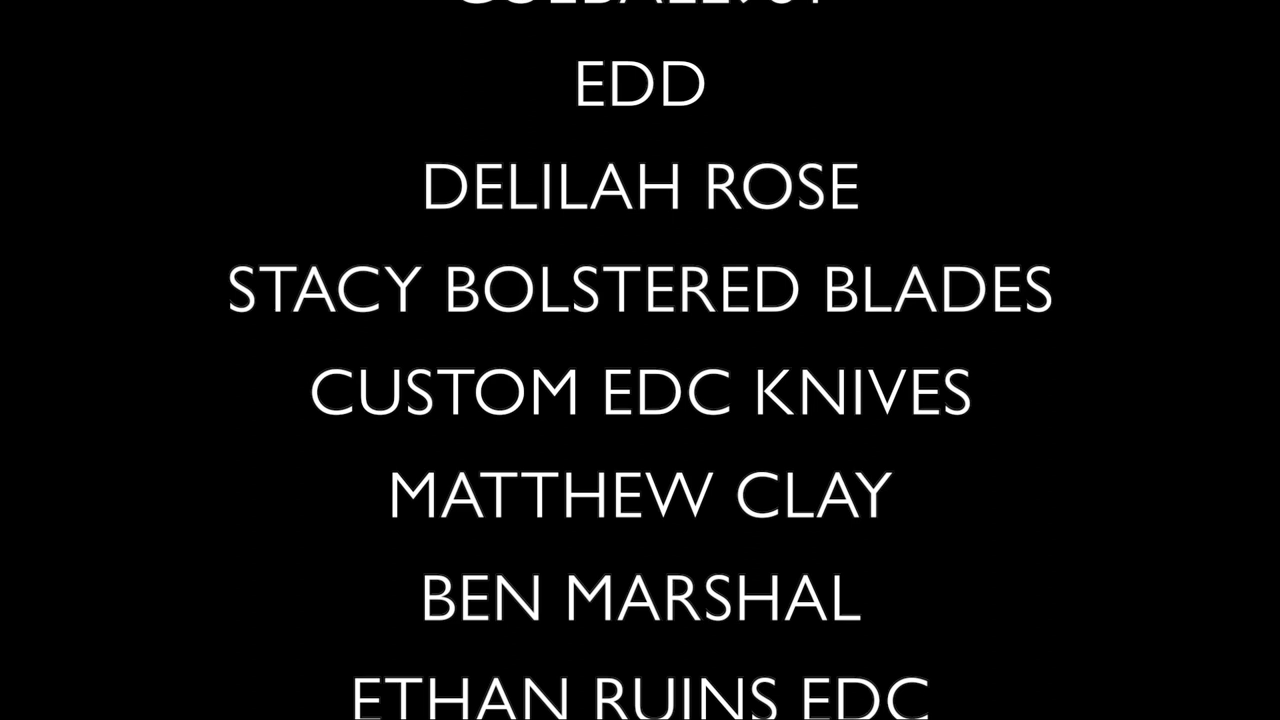 EDD
DELILAH ROSE
STACY BOLSTERED BLADES
CUSTOM EDC KNIVES
MATTHEW CLAY
BEN MARSHAL
ETHAN RUINS EDC